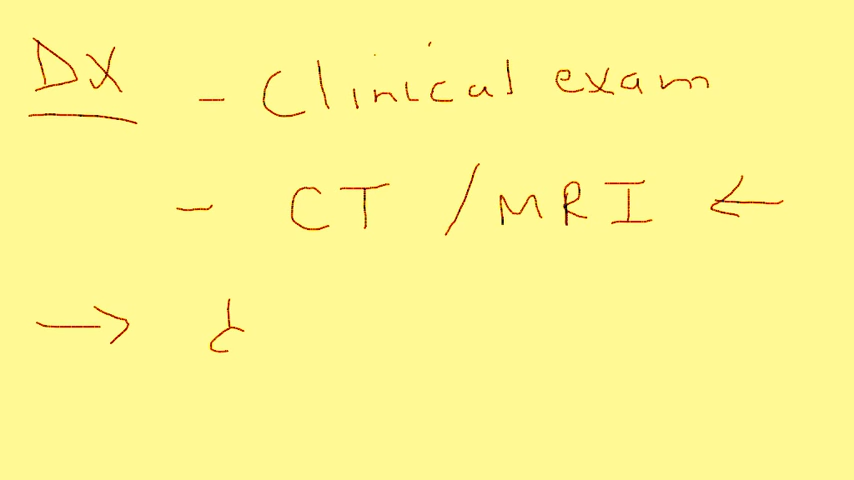 DX - Clinical exam
- CT / MRI ←
→